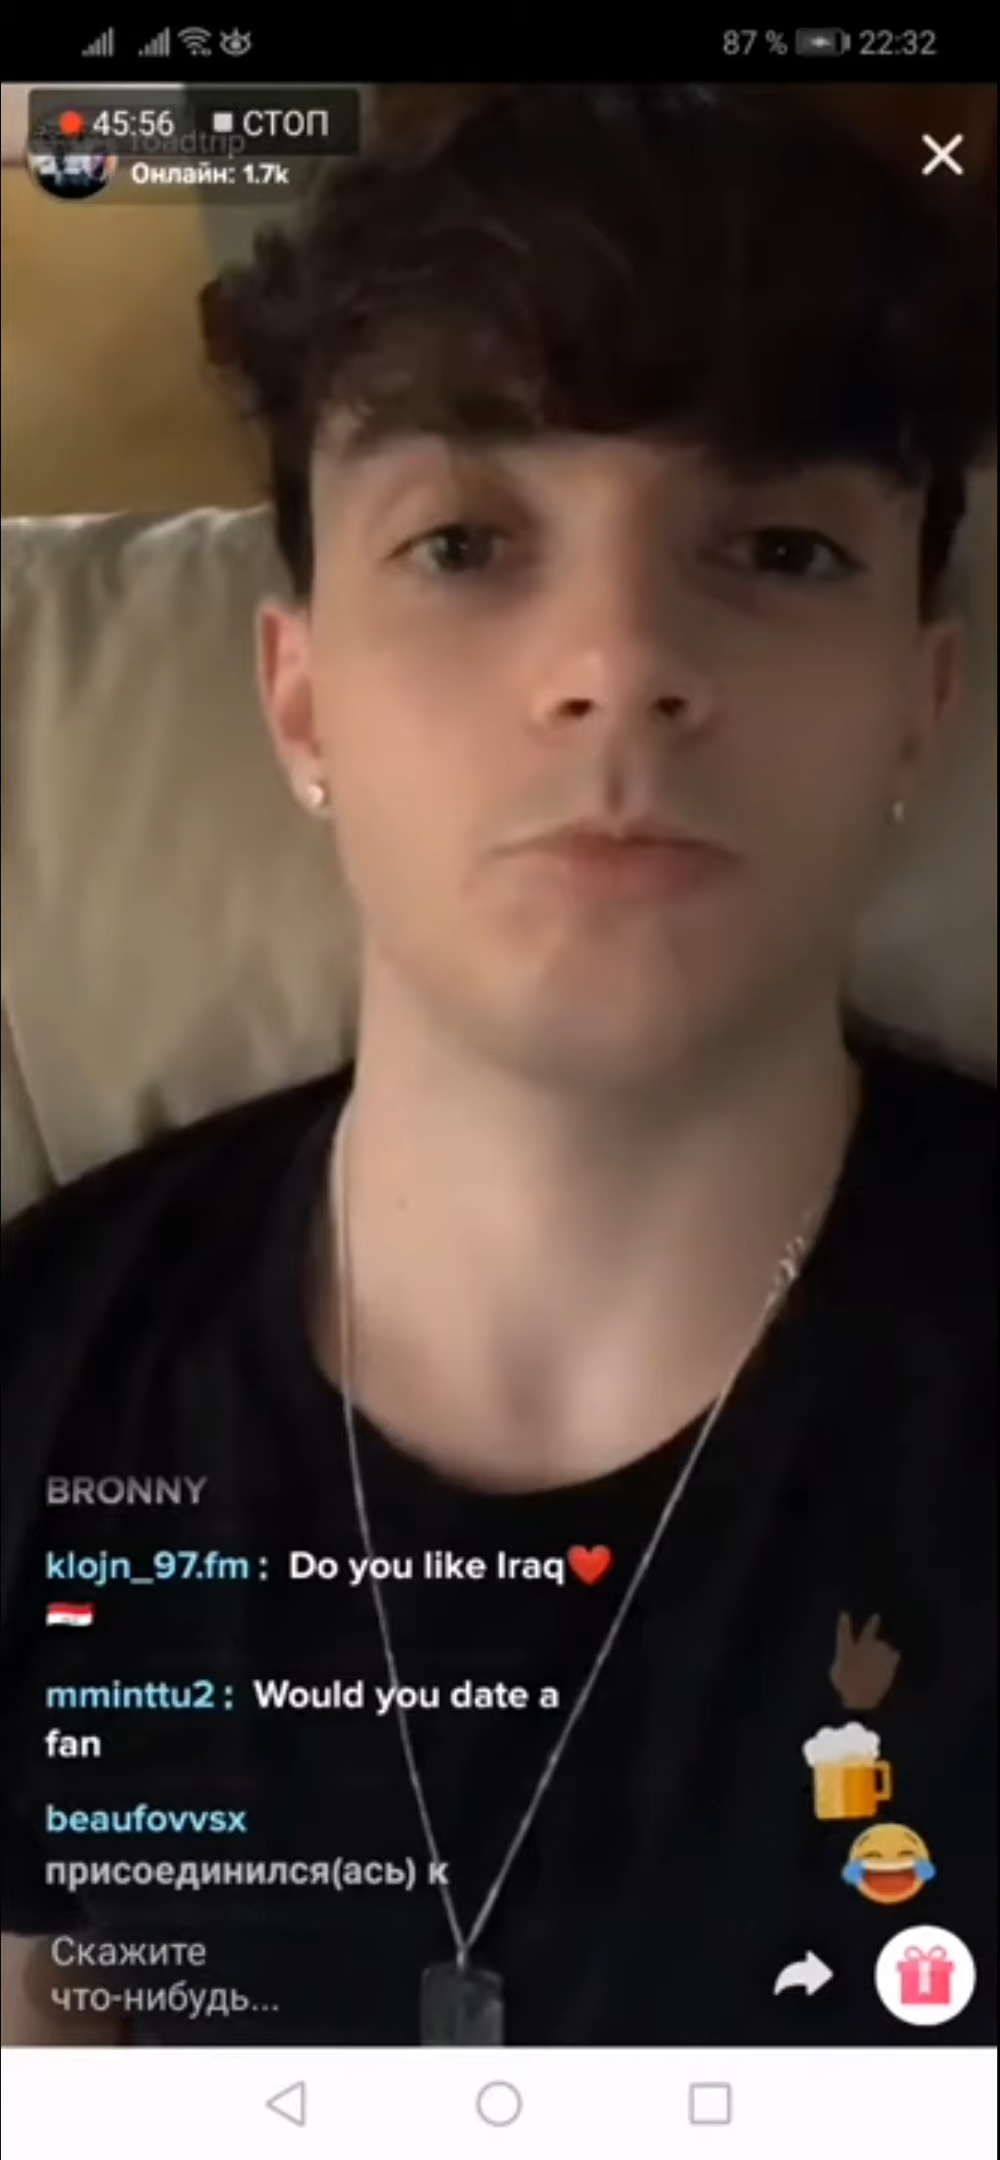 87 % 22:32
45:56 СТОП
roadtrip
Онлайн: 1.7k
BRONNY
klojn_97.fm : Do you like Iraq❤️
🇮🇶
mminttu2 : Would you date a
fan
beaufovvsx
присоединился(ась) к
Скажите
что-нибудь...